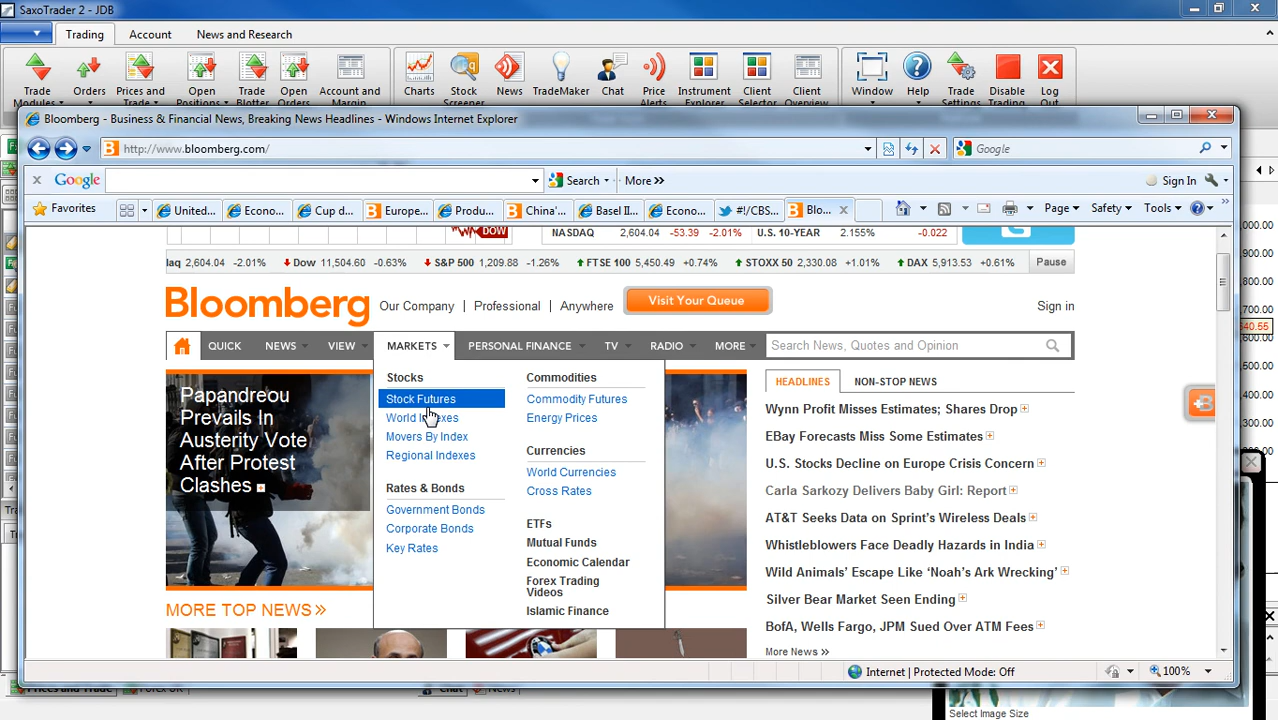 SaxoTrader 2 - JDB
Trading
Account
News and Research
Trade Modules
Orders
Prices and Trade
Open Positions
Trade Blotter
Open Orders
Account and Margin
Charts
Stock Screener
News
TradeMaker
Chat
Price Alerts
Instrument Explorer
Client Selector
Client Overview
Window
Help
Trade Settings
Disable Trading
Log Out
Bloomberg - Business & Financial News, Breaking News Headlines - Windows Internet Explorer
http://www.bloomberg.com/
Google
Google
Search
More »
Sign In
Favorites
United...
Econo...
Cup d...
Europe...
Produ...
China'...
Basel II...
Econo...
#!/CBS...
Blo...
Page
Safety
Tools
DOW
NASDAQ 2,604.04 -53.39 -2.01%
U.S. 10-YEAR 2.155% -0.022
daq 2,604.04 -2.01% Dow 11,504.60 -0.63% S&P 500 1,209.88 -1.26% FTSE 100 5,450.49 +0.74% STOXX 50 2,330.08 +1.01% DAX 5,913.53 +0.61% Pause
Bloomberg
Our Company | Professional | Anywhere
Visit Your Queue
Sign in
QUICK NEWS VIEW MARKETS PERSONAL FINANCE TV RADIO MORE
Search News, Quotes and Opinion
Papandreou
Prevails In
Austerity Vote
After Protest
Clashes
Stocks
Stock Futures
World Indexes
Movers By Index
Regional Indexes
Rates & Bonds
Government Bonds
Corporate Bonds
Key Rates
Commodities
Commodity Futures
Energy Prices
Currencies
World Currencies
Cross Rates
ETFs
Mutual Funds
Economic Calendar
Forex Trading
Videos
Islamic Finance
HEADLINES
NON-STOP NEWS
Wynn Profit Misses Estimates; Shares Drop
EBay Forecasts Miss Some Estimates
U.S. Stocks Decline on Europe Crisis Concern
Carla Sarkozy Delivers Baby Girl: Report
AT&T Seeks Data on Sprint's Wireless Deals
Whistleblowers Face Deadly Hazards in India
Wild Animals' Escape Like 'Noah's Ark Wrecking'
Silver Bear Market Seen Ending
BofA, Wells Fargo, JPM Sued Over ATM Fees
More News »
MORE TOP NEWS »
Internet | Protected Mode: Off
100%
Prices and Trade
Forex UK
Chat
News
Select Image Size